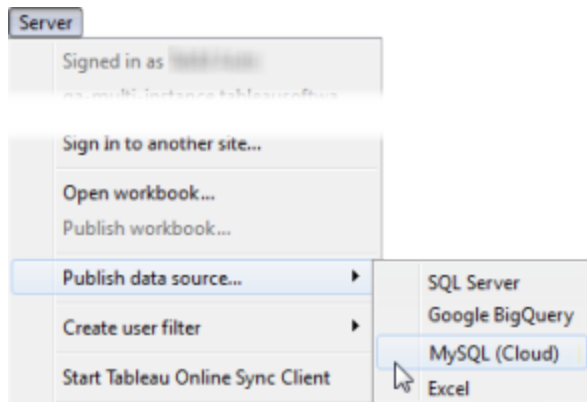 Server
Signed in as
Sign in to another site...
Open workbook...
Publish workbook...
Publish data source...
Create user filter
Start Tableau Online Sync Client
SQL Server
Google BigQuery
MySQL (Cloud)
Excel